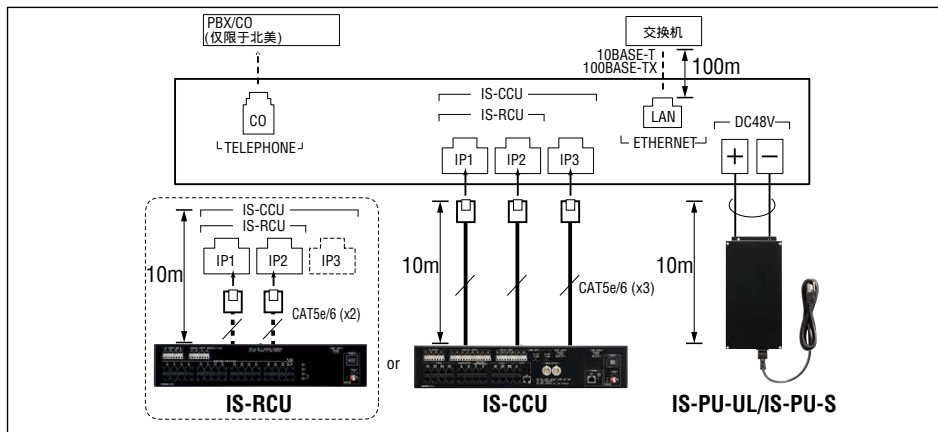 PBX/CO
(仅限于北美)
交换机
10BASE-T
100BASE-TX
100m
IS-CCU
IS-RCU
CO
TELEPHONE
IP1
IP2
IP3
LAN
ETHERNET
DC48V
+
−
IS-CCU
IS-RCU
IP1
IP2
IP3
10m
CAT5e/6 (x2)
IS-RCU
or
10m
CAT5e/6 (x3)
IS-CCU
10m
IS-PU-UL/IS-PU-S